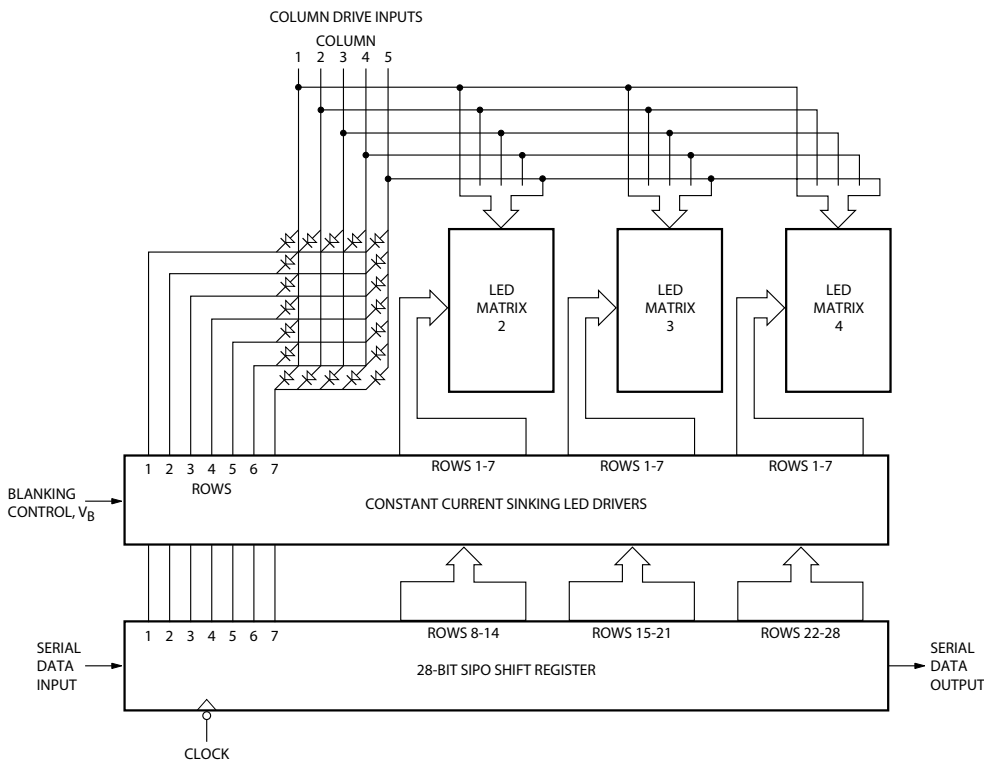 COLUMN DRIVE INPUTS
COLUMN
1 2 3 4 5
LED
MATRIX
2
LED
MATRIX
3
LED
MATRIX
4
1 2 3 4 5 6 7
ROWS
ROWS 1-7
ROWS 1-7
ROWS 1-7
BLANKING
CONTROL, VB
CONSTANT CURRENT SINKING LED DRIVERS
1 2 3 4 5 6 7
ROWS 8-14
ROWS 15-21
ROWS 22-28
SERIAL
DATA
INPUT
28-BIT SIPO SHIFT REGISTER
SERIAL
DATA
OUTPUT
CLOCK